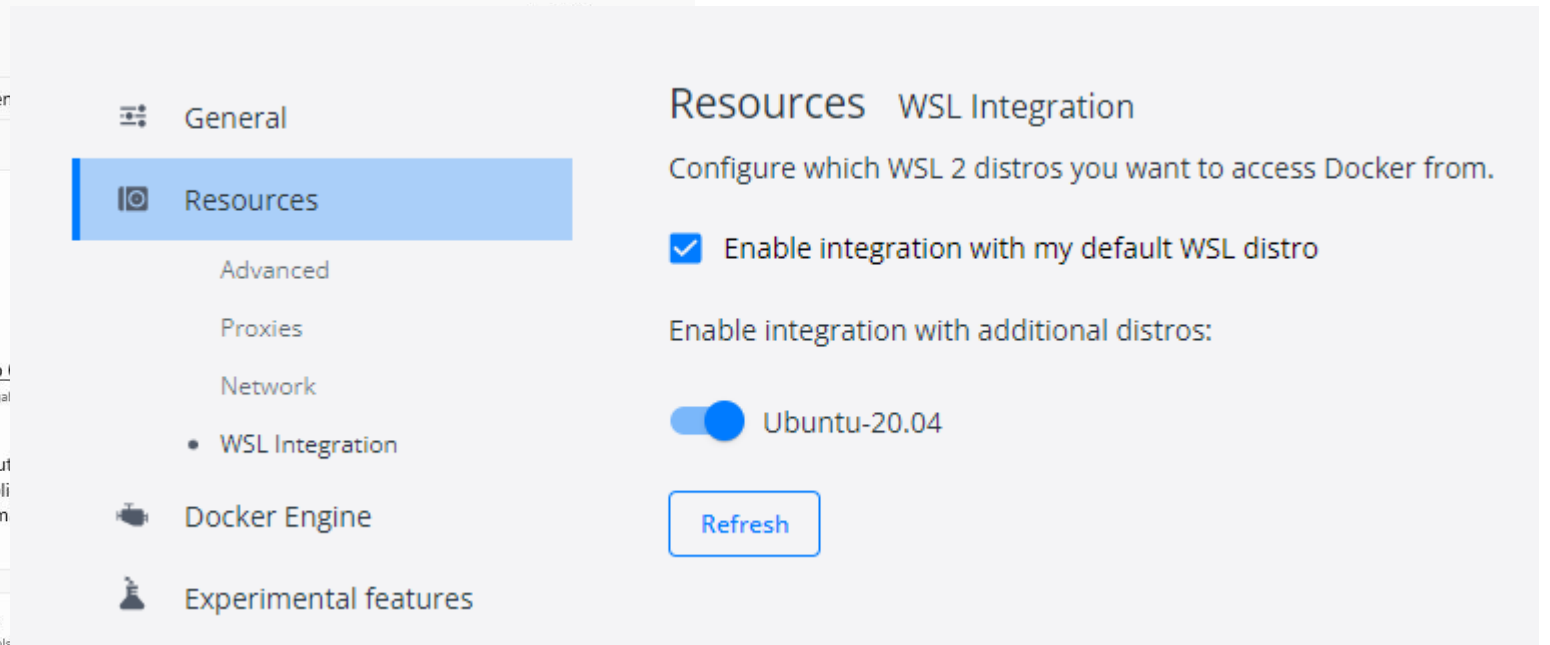 General
Resources
Advanced
Proxies
Network
WSL Integration
Docker Engine
Experimental features
Resources WSL Integration
Configure which WSL 2 distros you want to access Docker from.
Enable integration with my default WSL distro
Enable integration with additional distros:
Ubuntu-20.04
Refresh